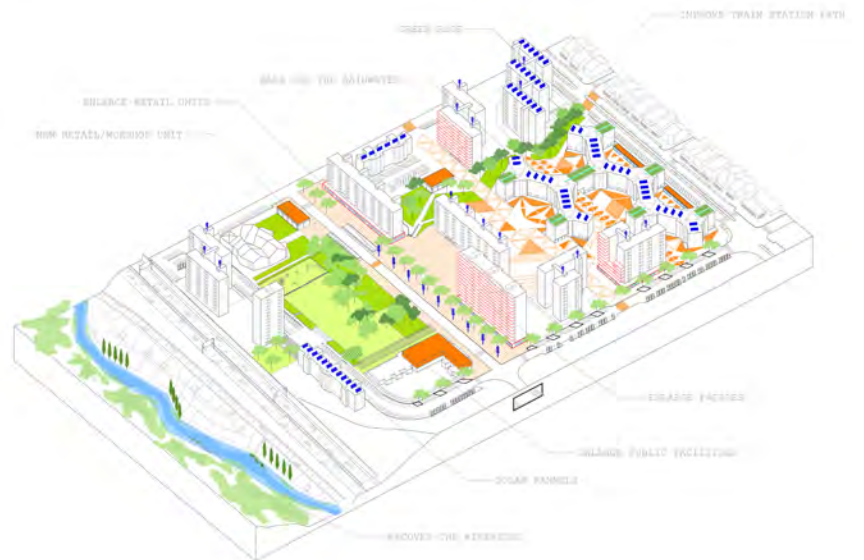 IMPROVE TRAIN STATION PATH
GREEN ROOF
ENLARGE RETAIL UNITS
NEW RETAIL/WORSHOP UNIT
ENLARGE FACADES
ENLARGE PUBLIC FACILITIES
SOLAR PANNELS
RECOVER THE RIVERSIDE